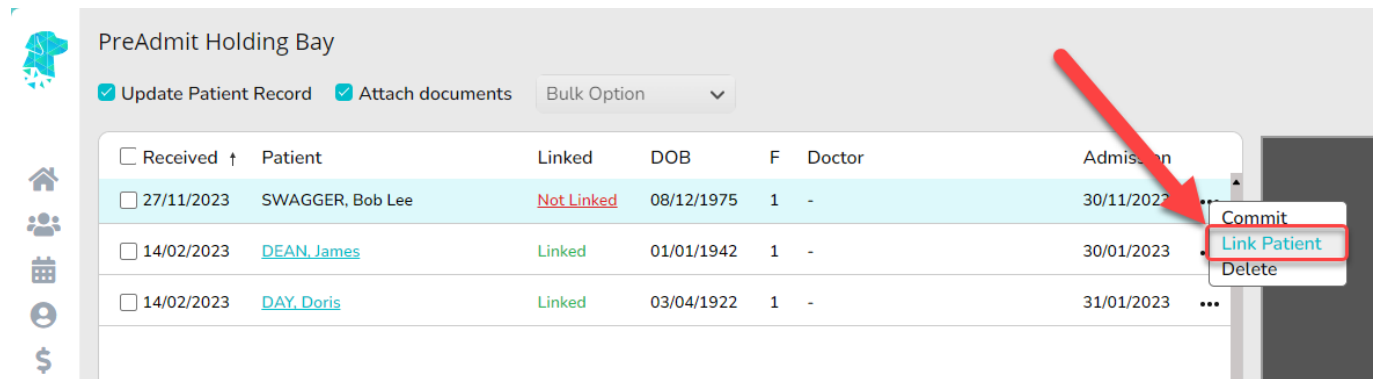 PreAdmit Holding Bay
Update Patient Record Attach documents Bulk Option
Received ↑ Patient Linked DOB F Doctor Admission
27/11/2023 SWAGGER, Bob Lee Not Linked 08/12/1975 1 - 30/11/2023 ...
Commit
Link Patient
14/02/2023 DEAN, James Linked 01/01/1942 1 - 30/01/2023
Delete
14/02/2023 DAY, Doris Linked 03/04/1922 1 - 31/01/2023 ...
$